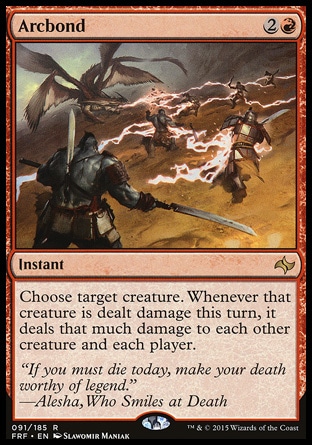 Arcbond 2
Instant
Choose target creature. Whenever that
creature is dealt damage this turn, it
deals that much damage to each other
creature and each player.
“If you must die today, make your death
worthy of legend.”
—Alesha, Who Smiles at Death
091/185 R
FRF • EN Slawomir Maniak
™ & © 2015 Wizards of the Coast